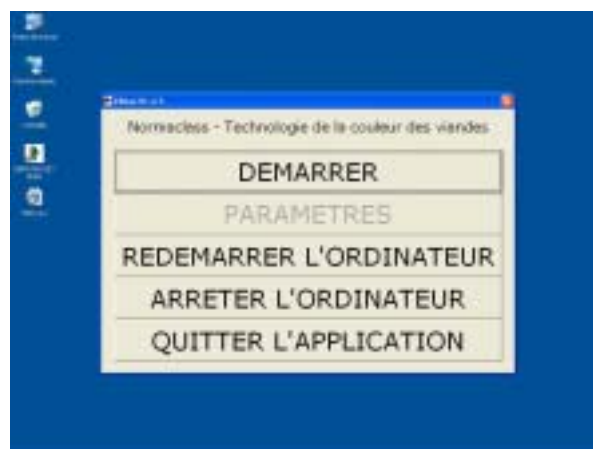 Normaclass - Technologie de la couleur des viandes
DEMARRER
PARAMETRES
REDEMARRER L'ORDINATEUR
ARRETER L'ORDINATEUR
QUITTER L'APPLICATION